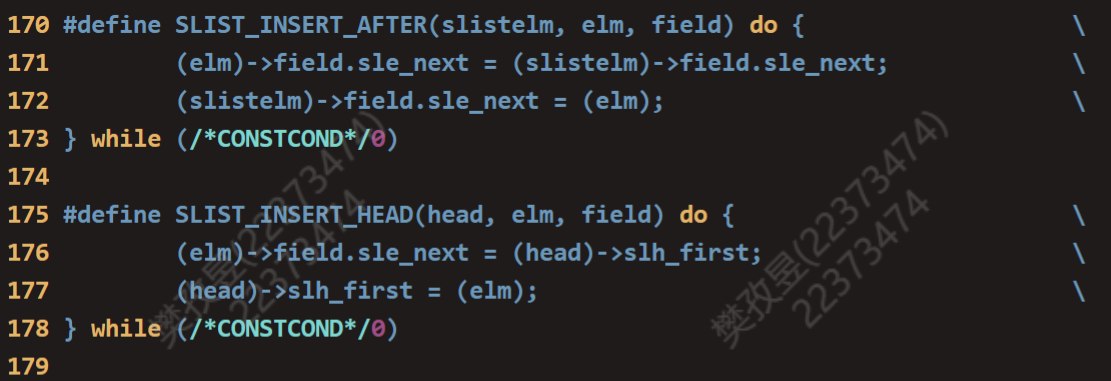 170 #define SLIST_INSERT_AFTER(slistelm, elm, field) do { \
171 (elm)->field.sle_next = (slistelm)->field.sle_next; \
172 (slistelm)->field.sle_next = (elm); \
173 } while (/*CONSTCOND*/0)
174
175 #define SLIST_INSERT_HEAD(head, elm, field) do { \
176 (elm)->field.sle_next = (head)->slh_first; \
177 (head)->slh_first = (elm); \
178 } while (/*CONSTCOND*/0)
179
樊孜昱(22373474)
22373474
樊孜昱(22373474)
22373474